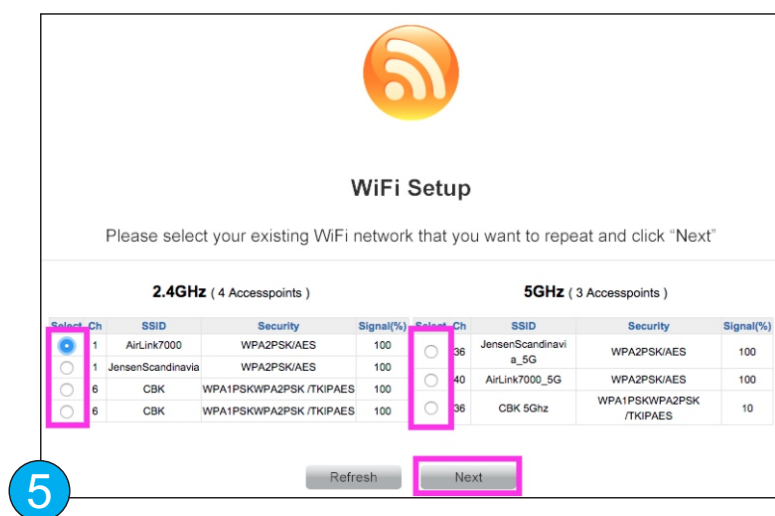 WiFi Setup
Please select your existing WiFi network that you want to repeat and click “Next”
2.4GHz ( 4 Accesspoints )
Select Ch SSID Security Signal(%)
1 AirLink7000 WPA2PSK/AES 100
1 JensenScandinavia WPA2PSK/AES 100
6 CBK WPA1PSKWPA2PSK /TKIPAES 100
6 CBK WPA1PSKWPA2PSK /TKIPAES 100
5GHz ( 3 Accesspoints )
Select Ch SSID Security Signal(%)
36 JensenScandinavi WPA2PSK/AES 100
a_5G
40 AirLink7000_5G WPA2PSK/AES 100
36 CBK 5Ghz WPA1PSKWPA2PSK 10
/TKIPAES
Refresh Next
5